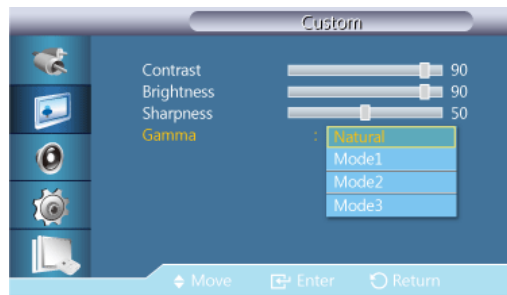 Custom
Contrast 90
Brightness 90
Sharpness 50
Gamma : Natural
Mode1
Mode2
Mode3
Move Enter Return